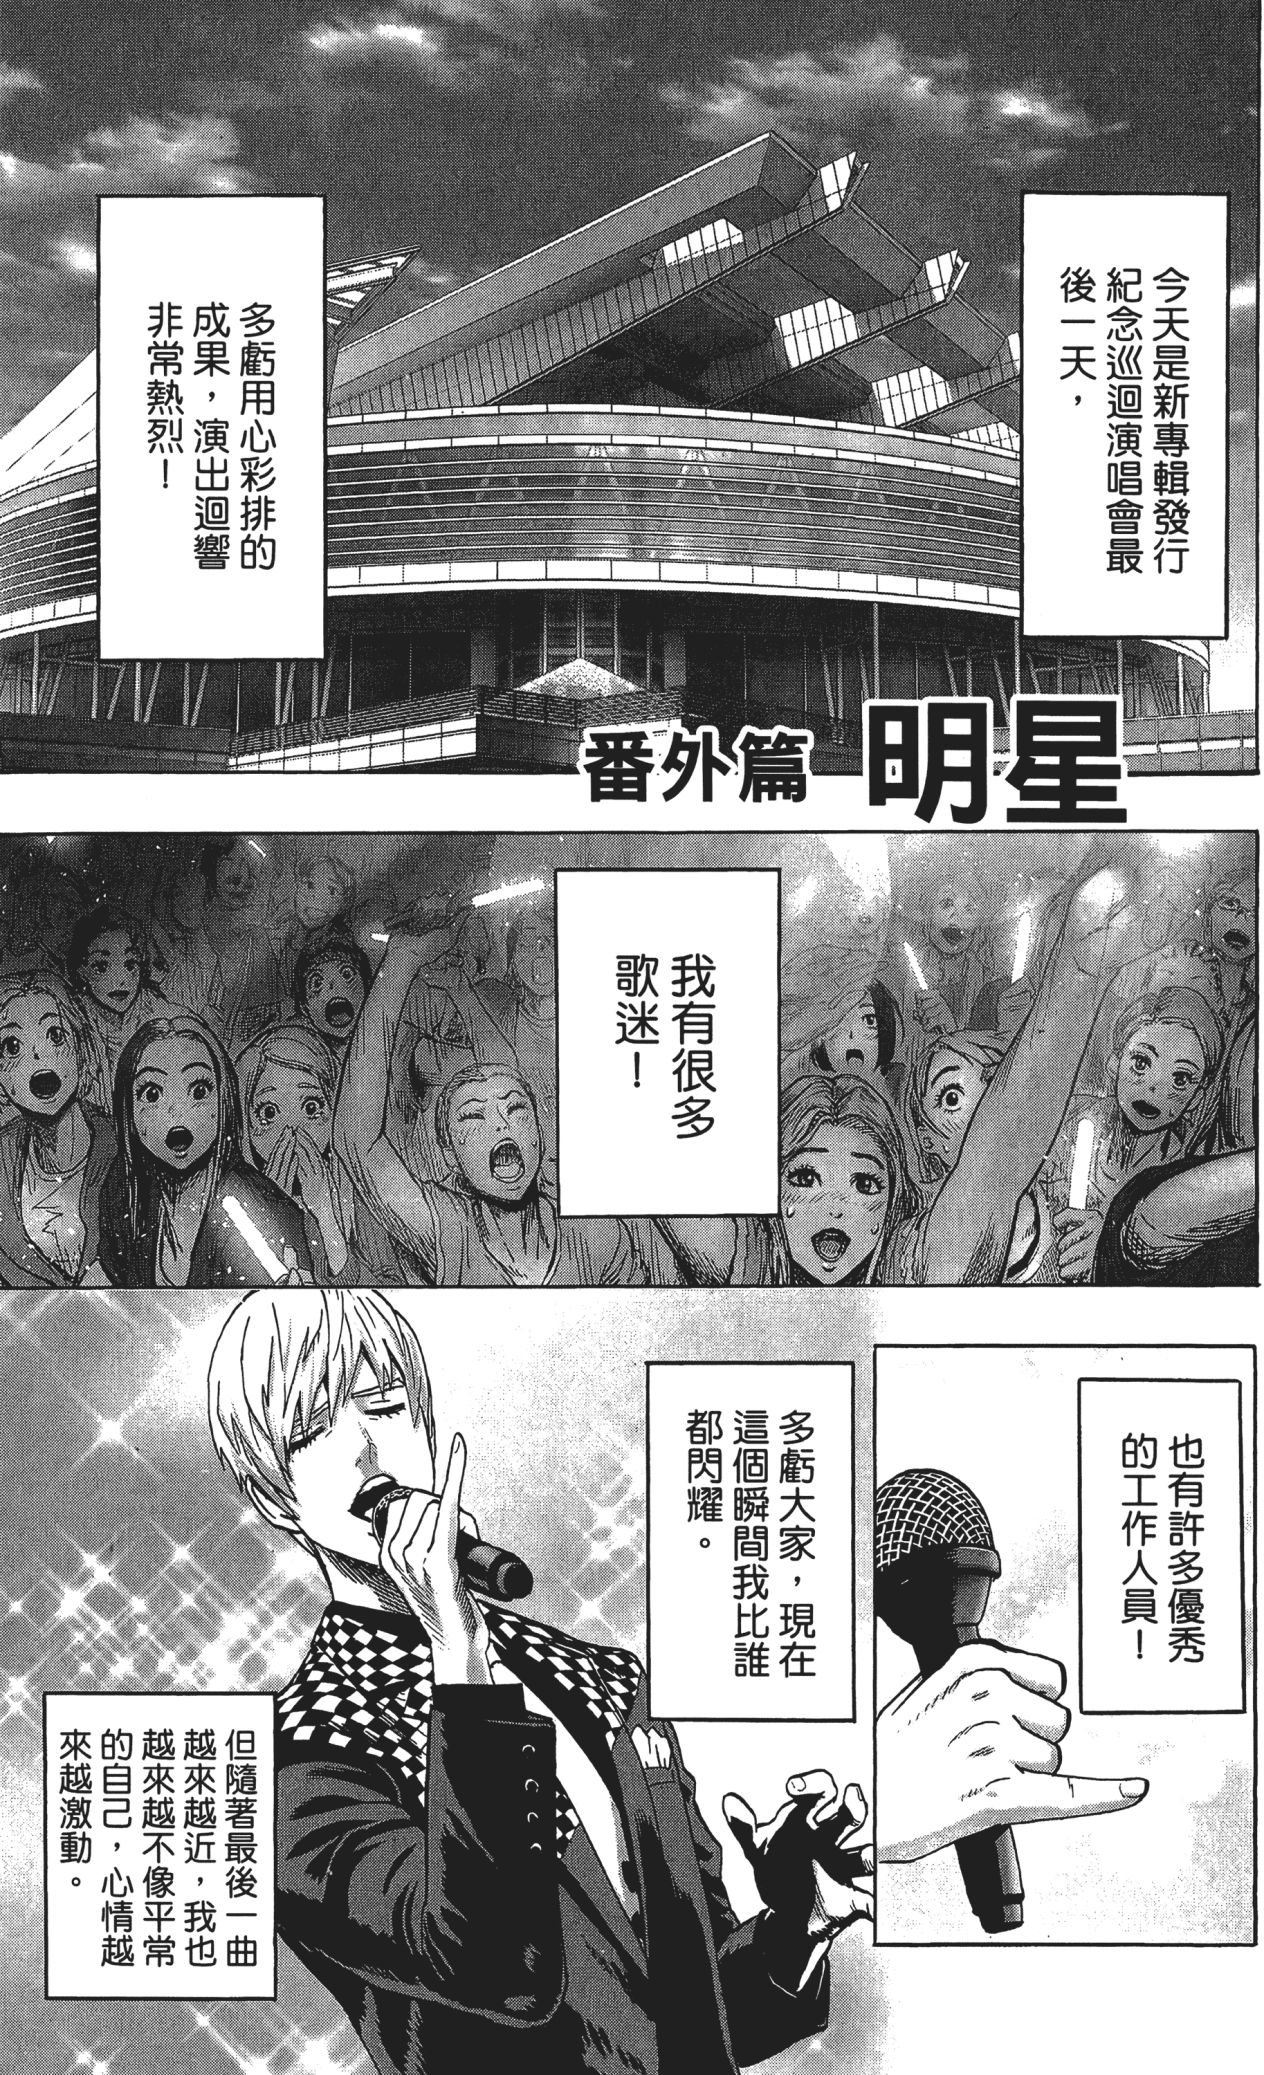 今天是新專輯發行
紀念巡迴演唱會最
後一天，
多虧用心彩排的
成果，演出迴響
非常熱烈！
番外篇 明星
我有很多
歌迷！
也有許多優秀
的工作人員！
多虧大家，現在
這個瞬間我比誰
都閃耀。
但隨著最後一曲
越來越近，我也
越來越不像平常
的自己，心情越
來越激動。